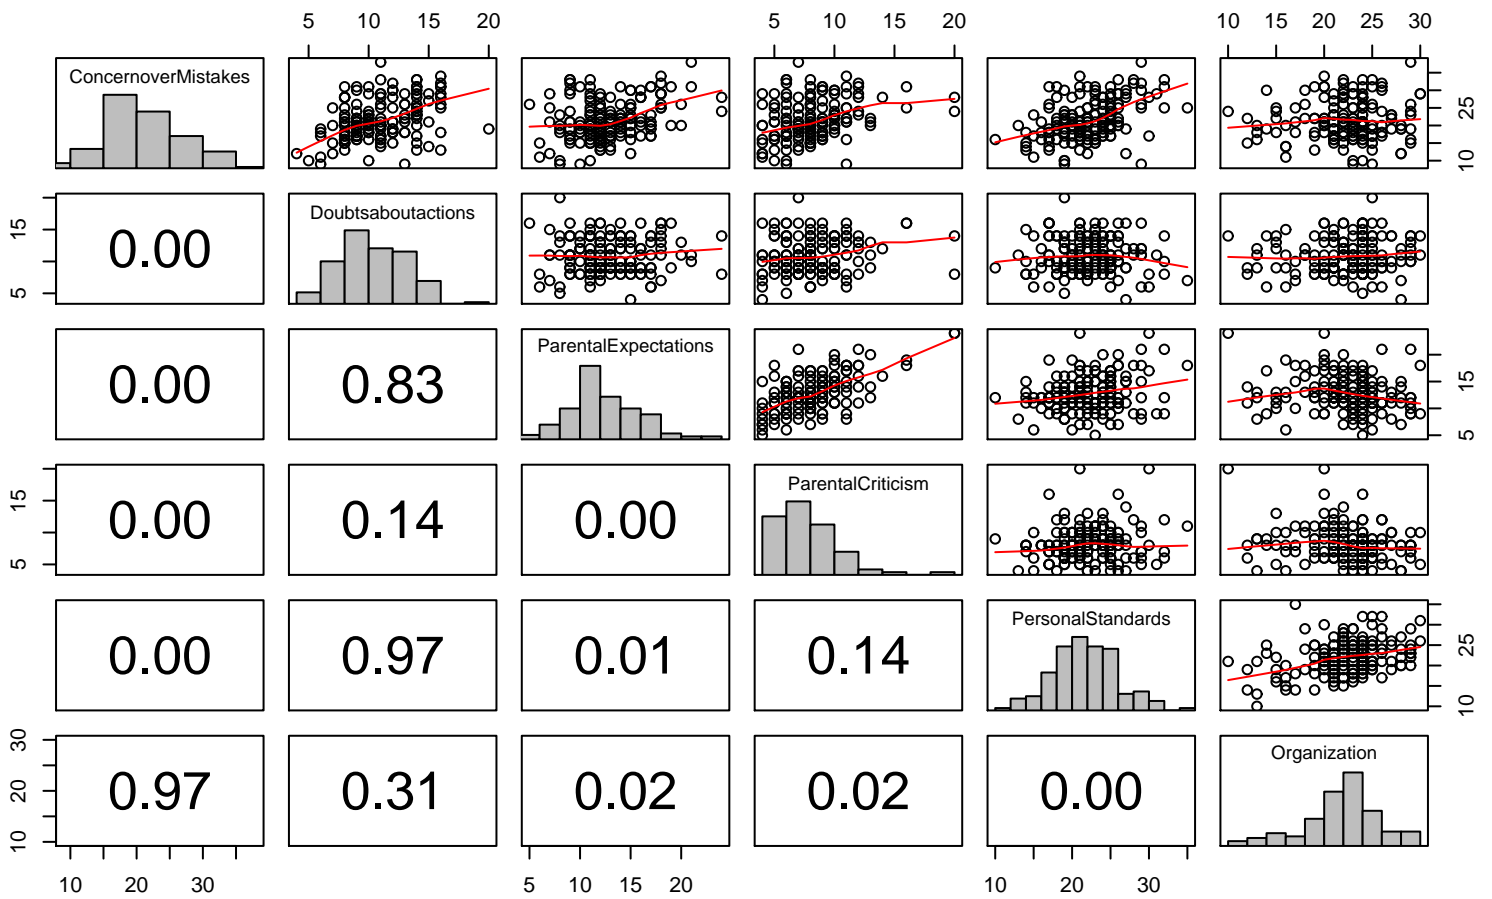 5 10 15 20 5 10 15 20 10 15 20 25 30
ConcernoverMistakes
10 25
0.00 Doubtsaboutactions
5 15
0.00 0.83 ParentalExpectations
5 15
0.00 0.14 0.00 ParentalCriticism
5 15
0.00 0.97 0.01 0.14 PersonalStandards
10 25
0.97 0.31 0.02 0.02 0.00 Organization
10 20 30
10 20 30 5 10 15 20 10 20 30